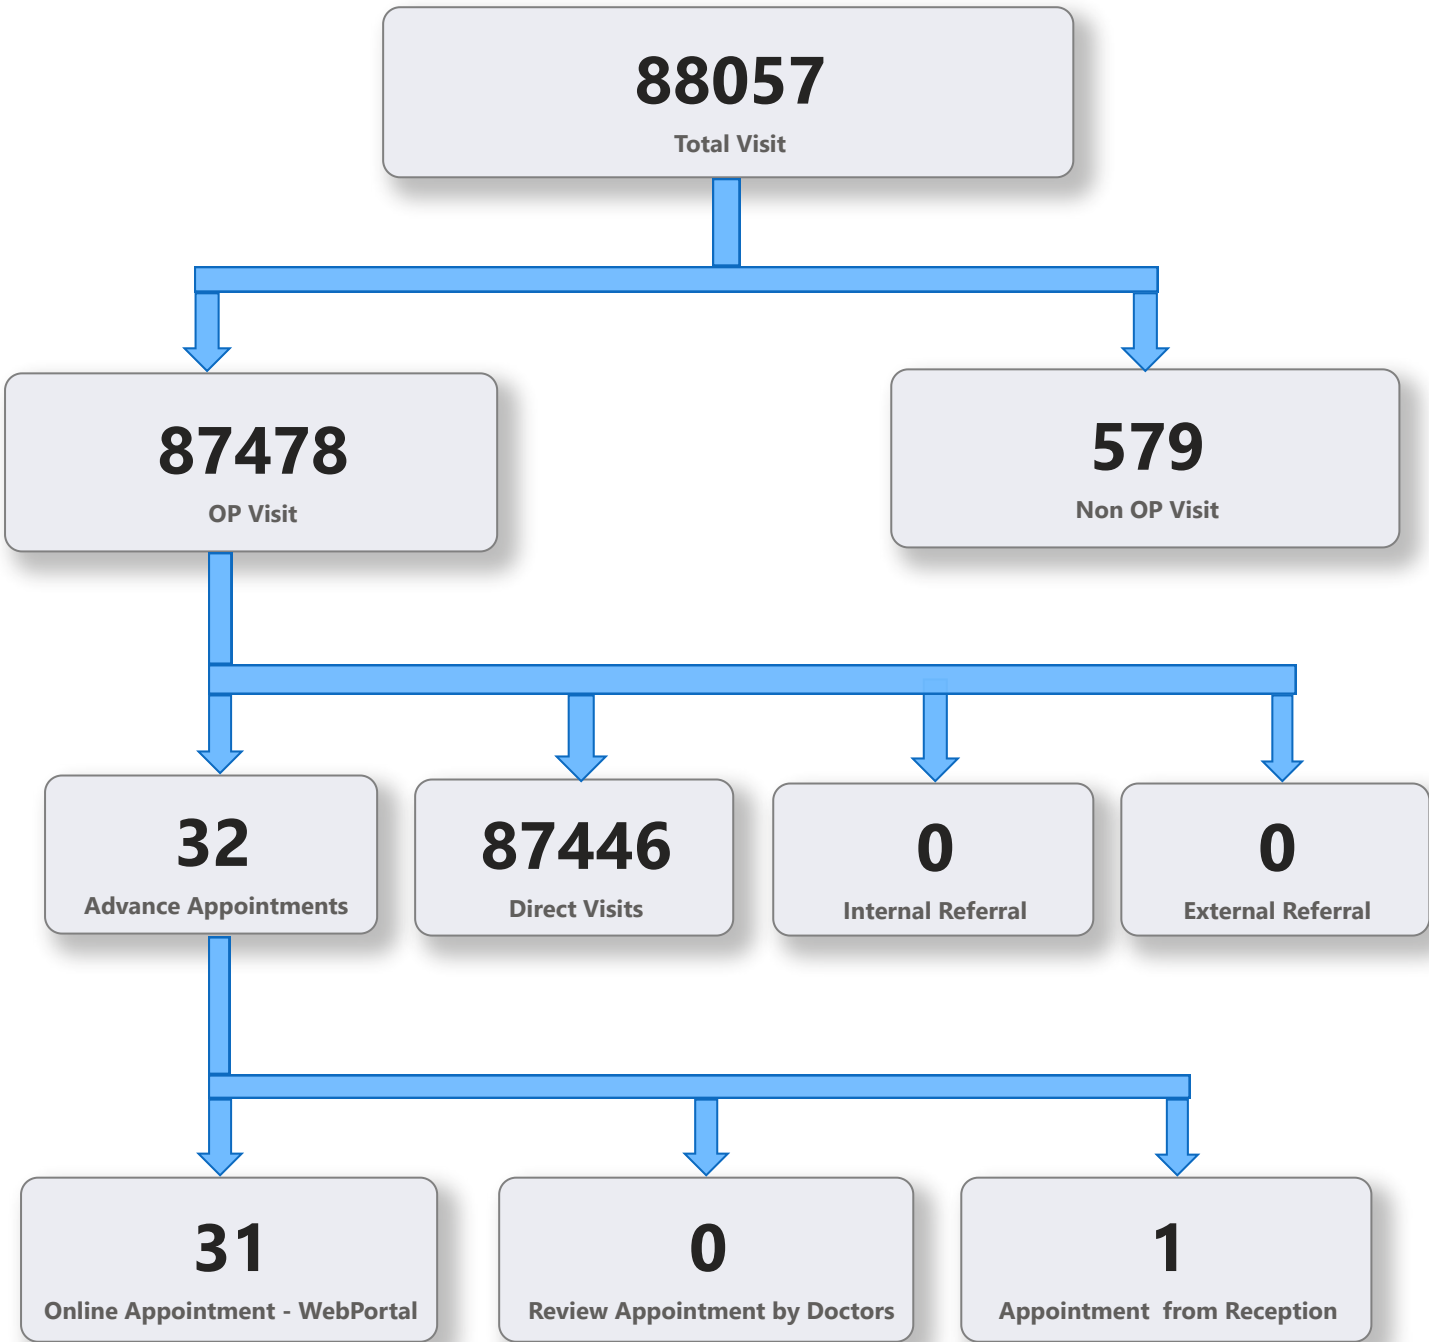 88057
Total Visit
87478
OP Visit
579
Non OP Visit
32
Advance Appointments
87446
Direct Visits
0
Internal Referral
0
External Referral
31
Online Appointment - WebPortal
0
Review Appointment by Doctors
1
Appointment  from Reception